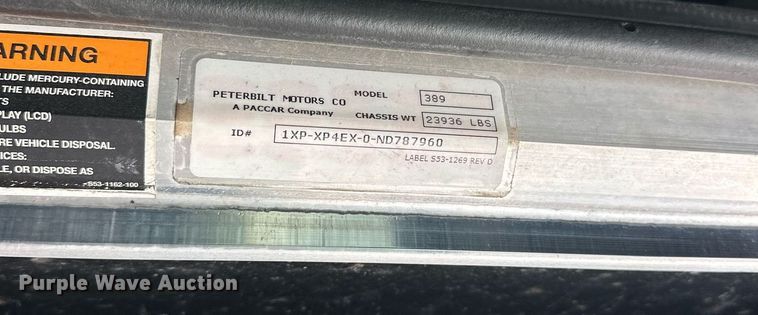 ARNING
LUDE MERCURY-CONTAINING
THE MANUFACTURER:
TS
PLAY (LCD)
ULBS
RE VEHICLE DISPOSAL.
ICES:
LE, OR DISPOSE AS
S53-1162-100
PETERBILT MOTORS CO MODEL 389
A PACCAR Company CHASSIS WT 23936 LBS
ID# 1XP-XP4EX-0-ND787960
LABEL S53-1269 REV D
Purple Wave Auction